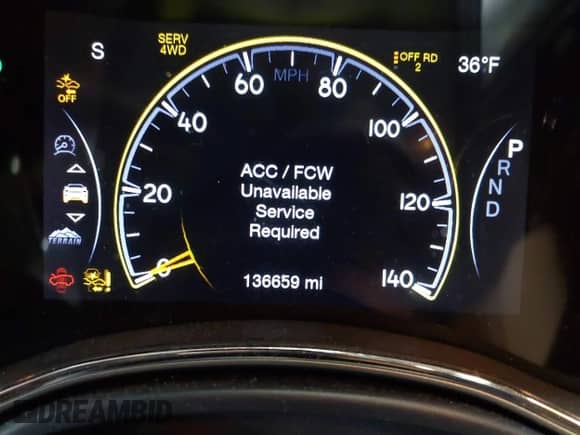 S
SERV
4WD
OFF RD
2
36°F
OFF
MPH
0
20
40
60
80
100
120
140
ACC / FCW
Unavailable
Service
Required
136659 mi
P
R
N
D
TERRAIN
DREAMBID